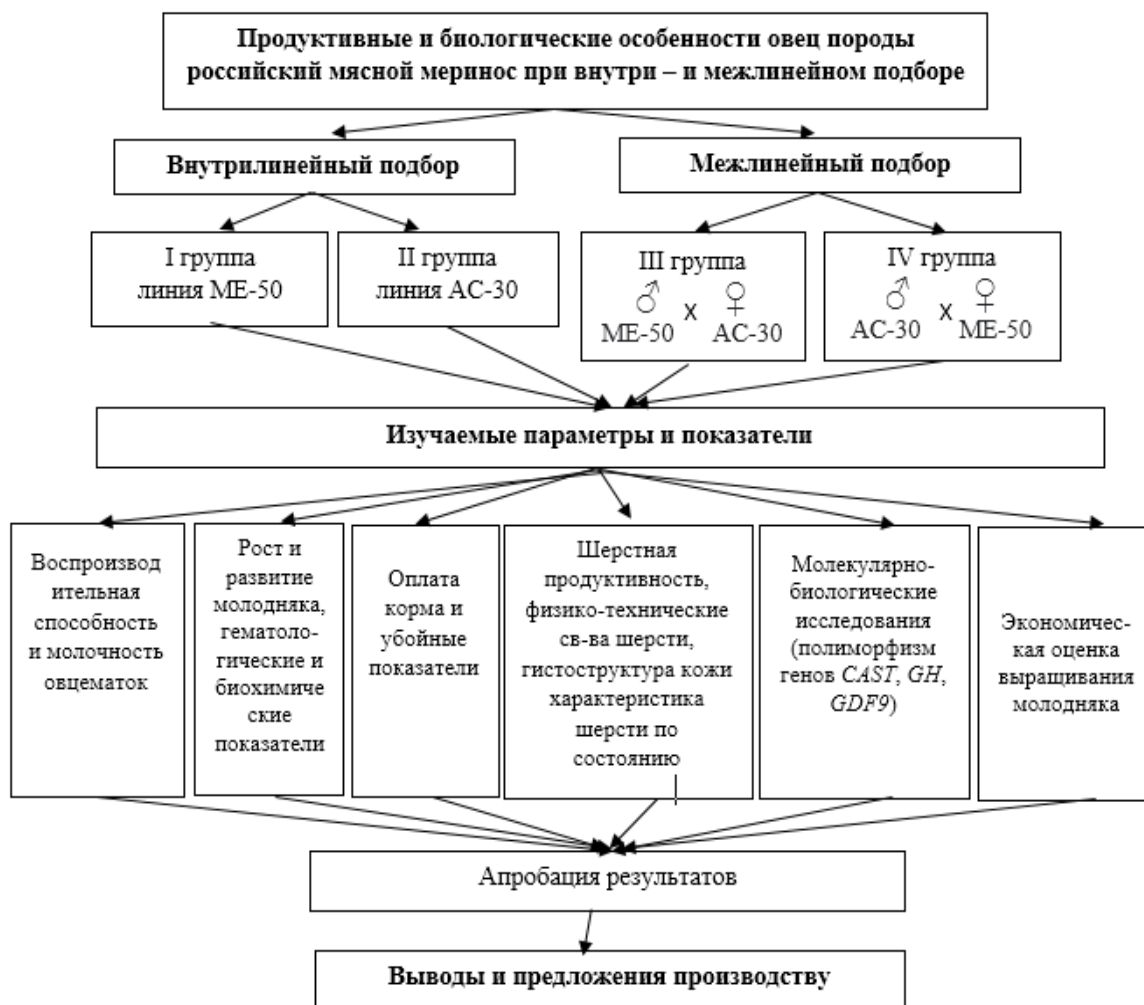 Продуктивные и биологические особенности овец породы
российский мясной меринос при внутри – и межлинейном подборе
Внутрилинейный подбор
Межлинейный подбор
I группа
линия МЕ-50
II группа
линия АС-30
III группа
♂ х ♀
МЕ-50 АС-30
IV группа
♂ х ♀
АС-30 МЕ-50
Изучаемые параметры и показатели
Воспроизвод
ительная
способность
и молочность
овцематок
Рост и
развитие
молодняка,
гематоло-
гические и
биохимиче
ские
показатели
Оплата
корма и
убойные
показатели
Шерстная
продуктивность,
физико-технические
св-ва шерсти,
гистоструктура кожи
характеристика
шерсти по
состоянию
Молекулярно-
биологические
исследования
(полиморфизм
генов CAST, GH,
GDF9)
Экономичес-
кая оценка
выращивания
молодняка
Апробация результатов
Выводы и предложения производству